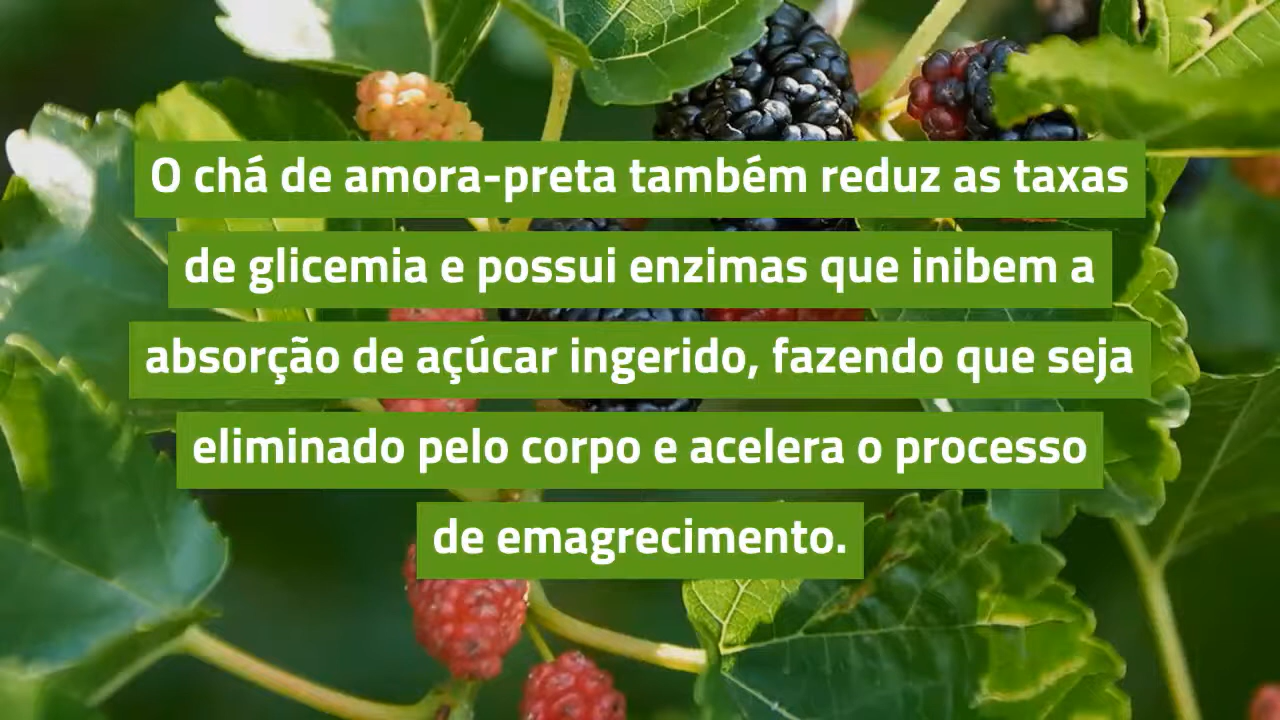 O chá de amora-preta também reduz as taxas
de glicemia e possui enzimas que inibem a
absorção de açúcar ingerido, fazendo que seja
eliminado pelo corpo e acelera o processo
de emagrecimento.